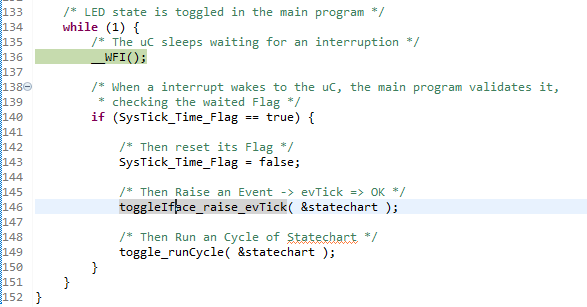 133 /* LED state is toggled in the main program */
134 while (1) {
135 /* The uC sleeps waiting for an interruption */
136 __WFI();
137
138 /* When a interrupt wakes to the uC, the main program validates it,
139 * checking the waited Flag */
140 if (SysTick_Time_Flag == true) {
141
142 /* Then reset its Flag */
143 SysTick_Time_Flag = false;
144
145 /* Then Raise an Event -> evTick => OK */
146 toggleIface_raise_evTick( &statechart );
147
148 /* Then Run an Cycle of Statechart */
149 toggle_runCycle( &statechart );
150 }
151 }
152 }